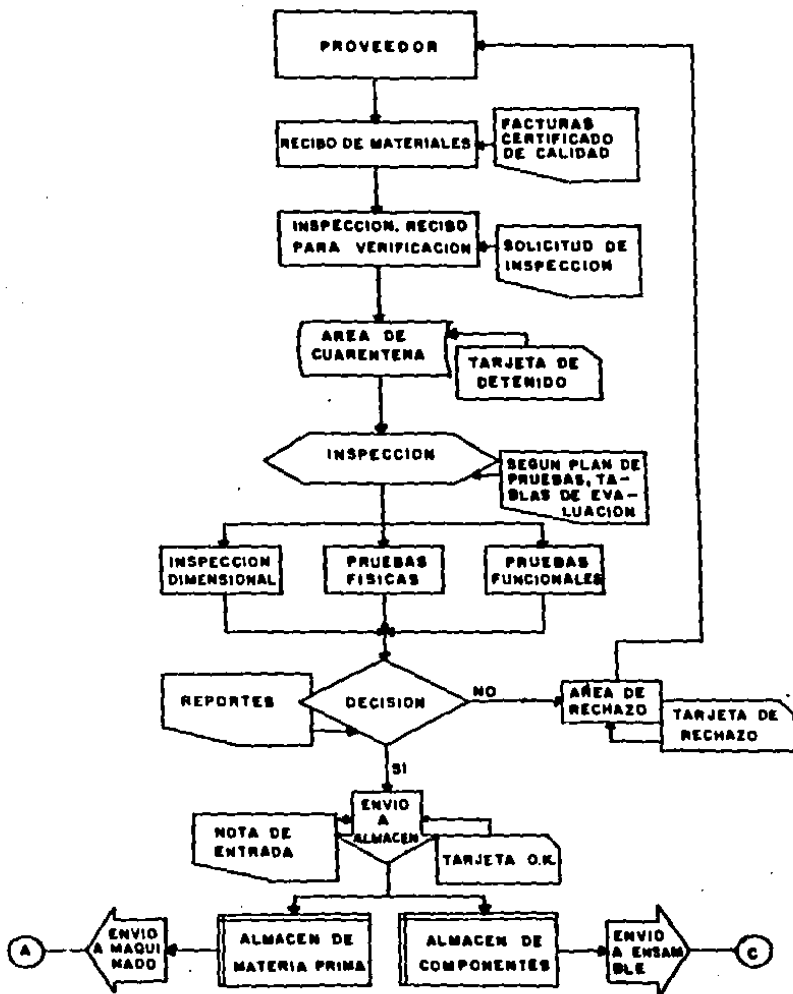 PROVEEDOR
RECIBO DE MATERIALES
FACTURAS
CERTIFICADO
DE CALIDAD
INSPECCION, RECIBO
PARA VERIFICACION
SOLICITUD DE
INSPECCION
AREA DE
CUARENTENA
TARJETA DE
DETENIDO
INSPECCION
SEGUN PLAN DE
PRUEBAS, TA-
BLAS DE EVA-
LUACION
INSPECCION
DIMENSIONAL
PRUEBAS
FISICAS
PRUEBAS
FUNCIONALES
REPORTES
DECISION
NO
AREA DE
RECHAZO
TARJETA DE
RECHAZO
SI
ENVIO
A
ALMACEN
NOTA DE
ENTRADA
TARJETA O.K.
A
ENVIO
A MAQUI
NADO
ALMACEN DE
MATERIA PRIMA
ALMACEN DE
COMPONENTES
ENVIO
A ENSAM
BLE
C